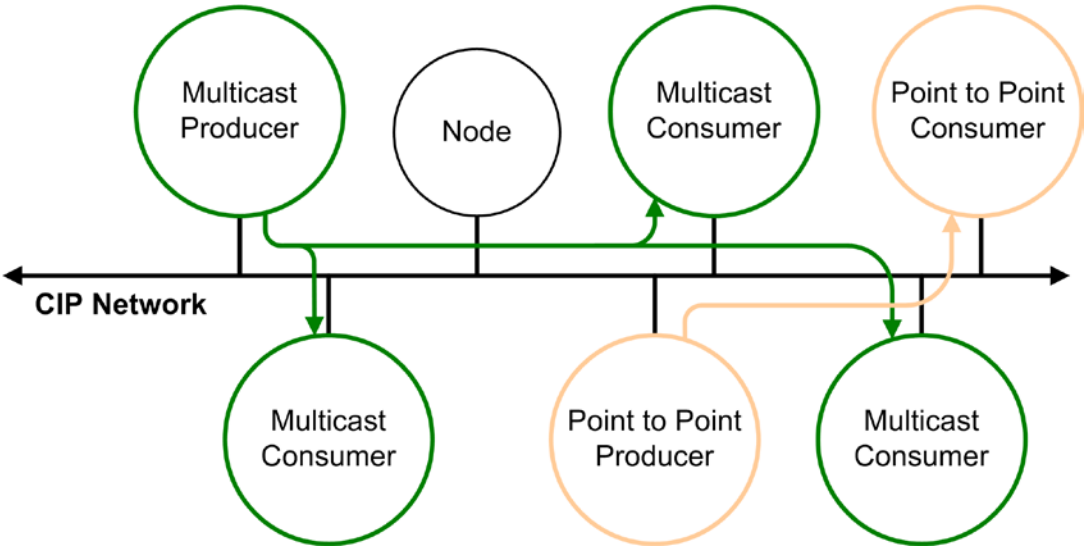 Multicast
Producer
Node
Multicast
Consumer
Point to Point
Consumer
CIP Network
Multicast
Consumer
Point to Point
Producer
Multicast
Consumer